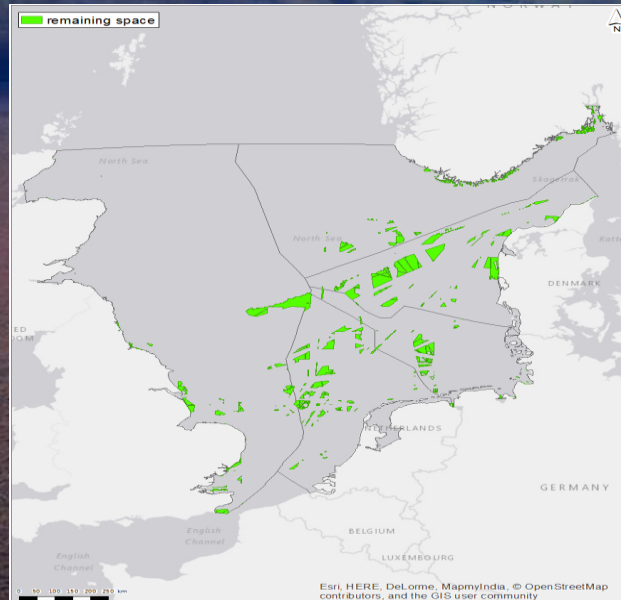 NORWAY
remaining space
N
North Sea
Skagerrak
North Sea
DENMARK
NETHERLANDS
GERMANY
English
Channel
BELGIUM
English
Channel
LUXEMBOURG
Esri, HERE, DeLorme, MapmyIndia, © OpenStreetMap
contributors, and the GIS user community
0 50 100 150 200 250 km